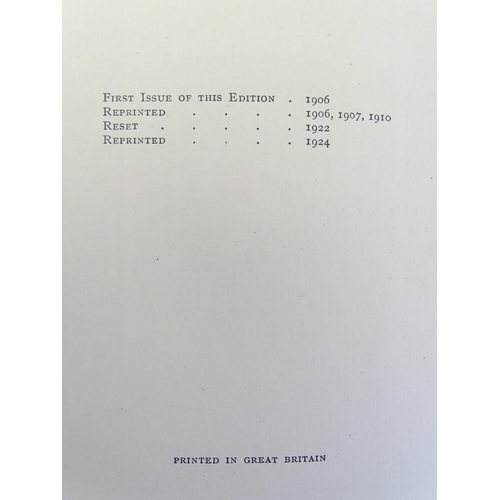 First Issue of this Edition . 1906
Reprinted . . . . 1906, 1907, 1910
Reset . . . . . 1922
Reprinted . . . . 1924
PRINTED IN GREAT BRITAIN